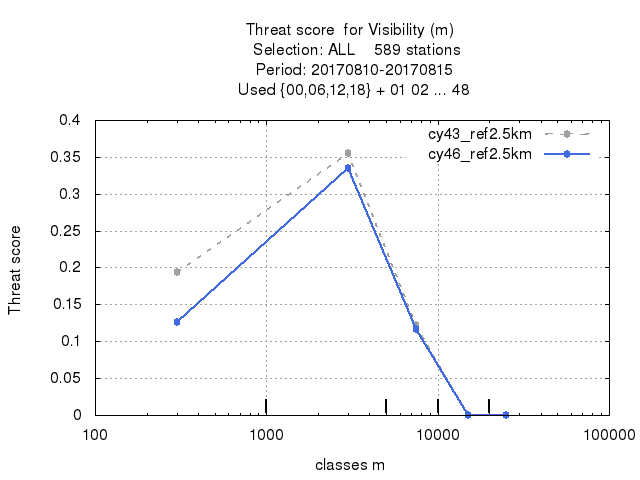 Threat score  for Visibility (m)
Selection: ALL    589 stations
Period: 20170810-20170815
Used {00,06,12,18} + 01 02 ... 48
cy43_ref2.5km
cy46_ref2.5km
0.4
0.35
0.3
0.25
0.2
0.15
0.1
0.05
0
Threat score
100
1000
10000
100000
classes m